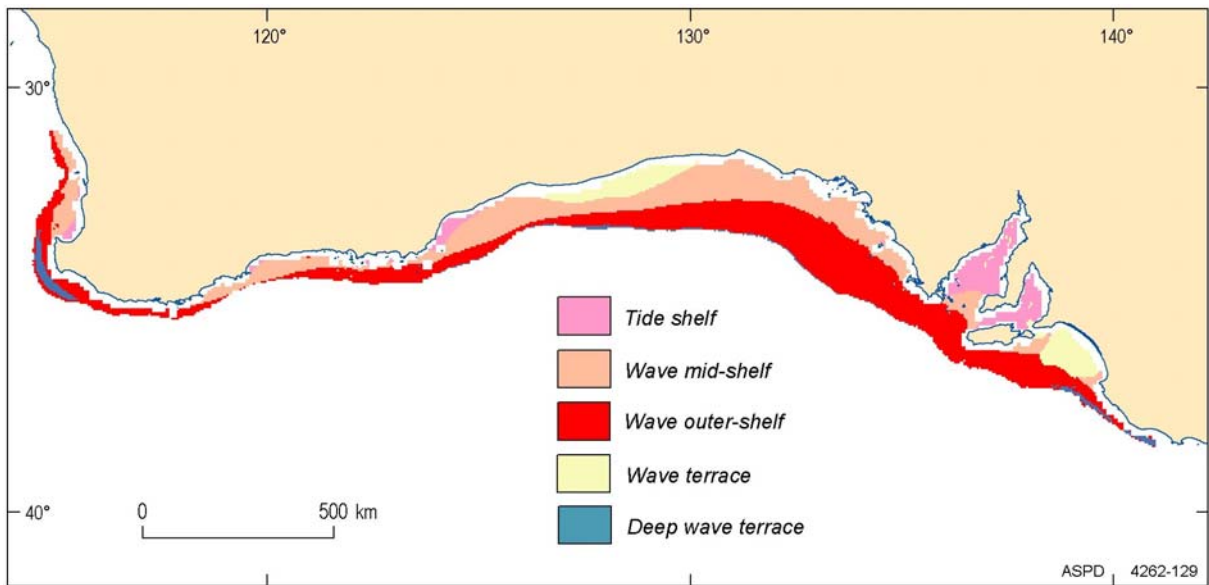 120°
130°
140°
30°
Tide shelf
Wave mid-shelf
Wave outer-shelf
Wave terrace
Deep wave terrace
40°
0 500 km
ASPD 4262-129